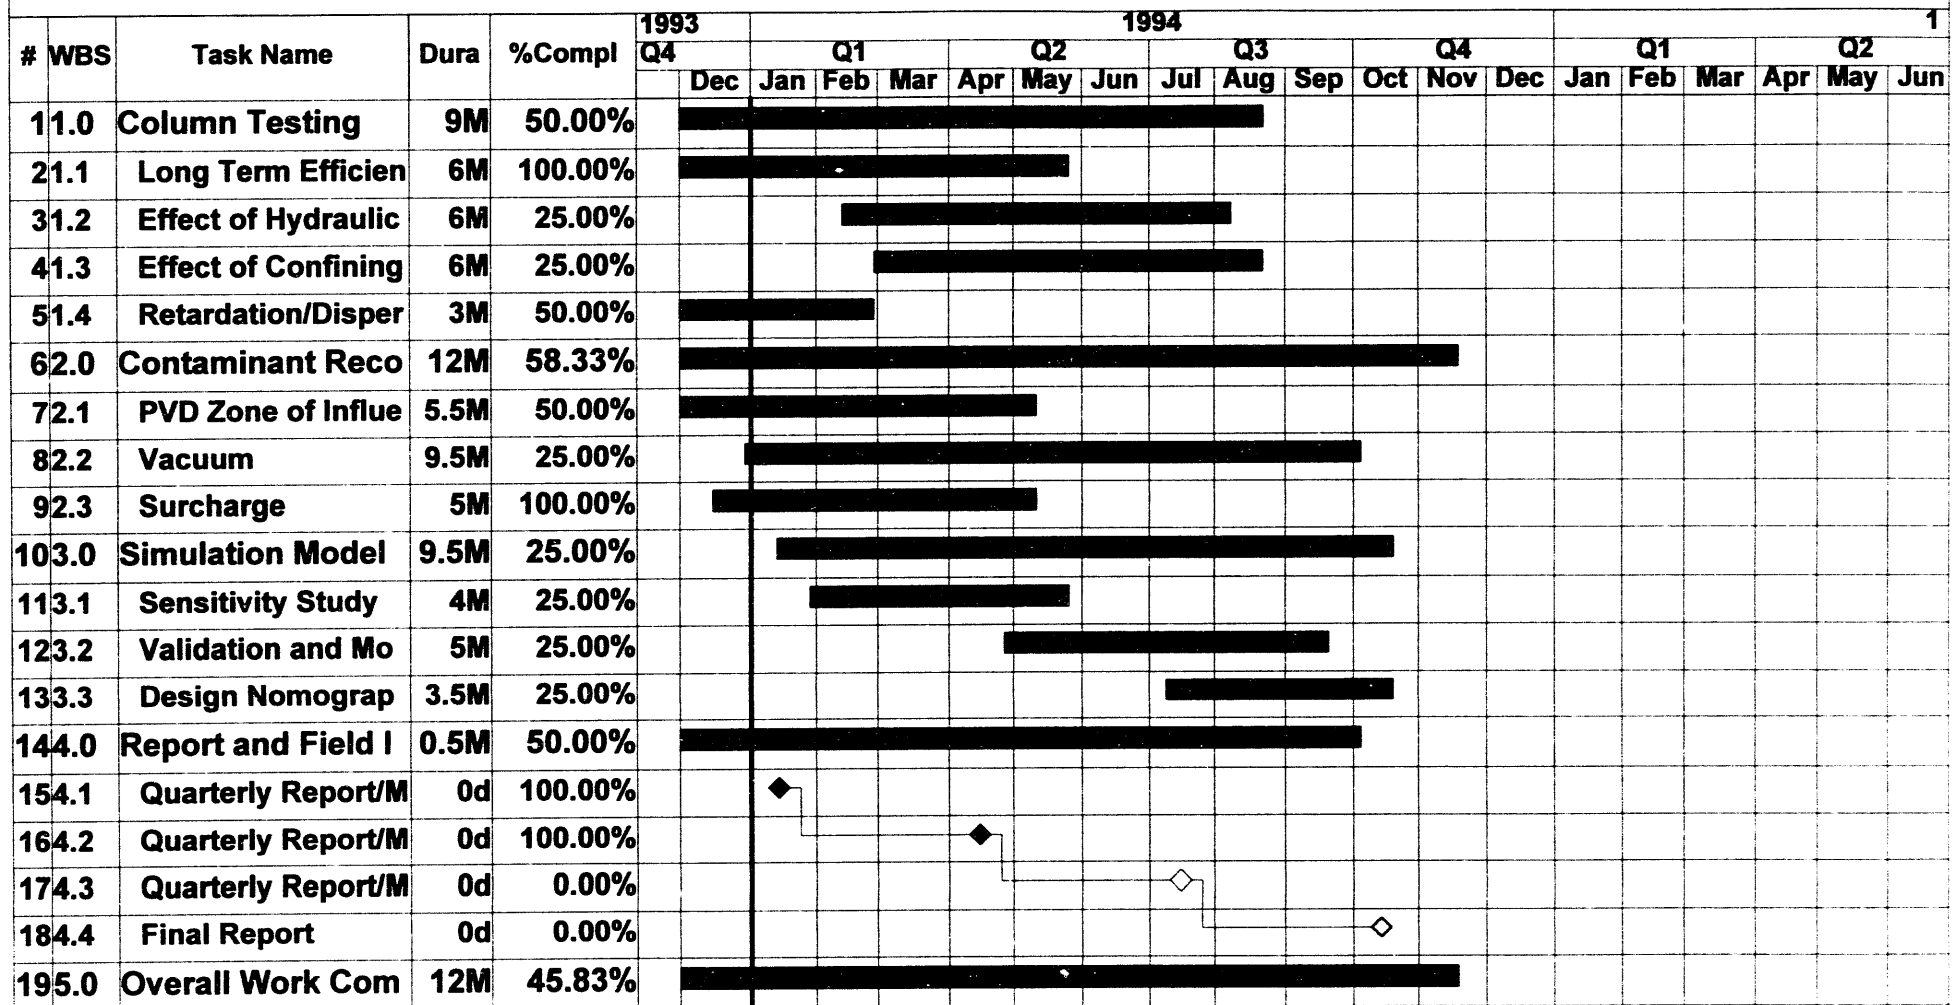 1993 1994 1
# WBS Task Name Dura %Compl Q4 Q1 Q2 Q3 Q4 Q1 Q2
Dec Jan Feb Mar Apr May Jun Jul Aug Sep Oct Nov Dec Jan Feb Mar Apr May Jun
1 1.0 Column Testing 9M 50.00%
2 1.1 Long Term Efficien 6M 100.00%
3 1.2 Effect of Hydraulic 6M 25.00%
4 1.3 Effect of Confining 6M 25.00%
5 1.4 Retardation/Disper 3M 50.00%
6 2.0 Contaminant Reco 12M 58.33%
7 2.1 PVD Zone of Influe 5.5M 50.00%
8 2.2 Vacuum 9.5M 25.00%
9 2.3 Surcharge 5M 100.00%
10 3.0 Simulation Model 9.5M 25.00%
11 3.1 Sensitivity Study 4M 25.00%
12 3.2 Validation and Mo 5M 25.00%
13 3.3 Design Nomograp 3.5M 25.00%
14 4.0 Report and Field I 0.5M 50.00%
15 4.1 Quarterly Report/M 0d 100.00%
16 4.2 Quarterly Report/M 0d 100.00%
17 4.3 Quarterly Report/M 0d 0.00%
18 4.4 Final Report 0d 0.00%
19 5.0 Overall Work Com 12M 45.83%